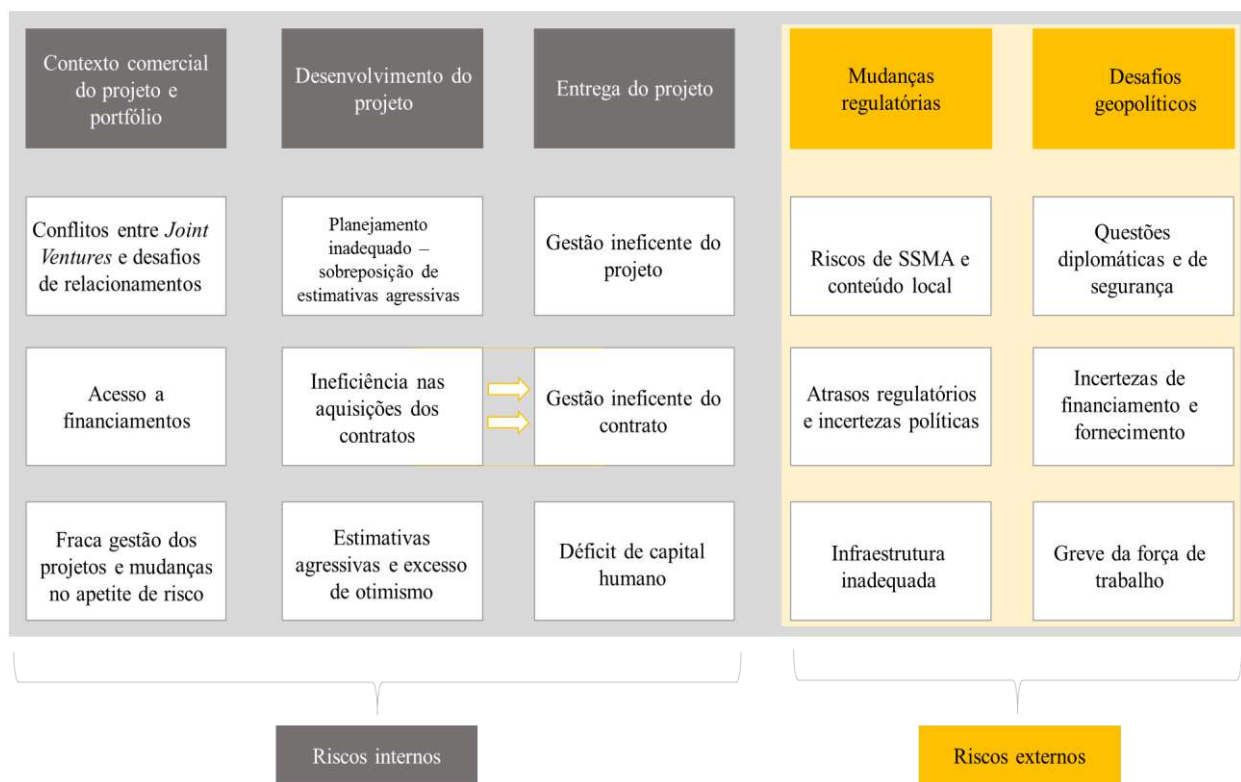 Contexto comercial
do projeto e
portfólio
Desenvolvimento do
projeto
Entrega do projeto
Mudanças
regulatórias
Desafios
geopolíticos
Conflitos entre Joint
Ventures e desafios
de relacionamentos
Planejamento
inadequado –
sobreposição de
estimativas agressivas
Gestão ineficente do
projeto
Riscos de SSMA e
conteúdo local
Questões
diplomáticas e de
segurança
Acesso a
financiamentos
Ineficiência nas
aquisições dos
contratos
Gestão ineficente do
contrato
Atrasos regulatórios
e incertezas políticas
Incertezas de
financiamento e
fornecimento
Fraca gestão dos
projetos e mudanças
no apetite de risco
Estimativas
agressivas e excesso
de otimismo
Déficit de capital
humano
Infraestrutura
inadequada
Greve da força de
trabalho
Riscos internos
Riscos externos